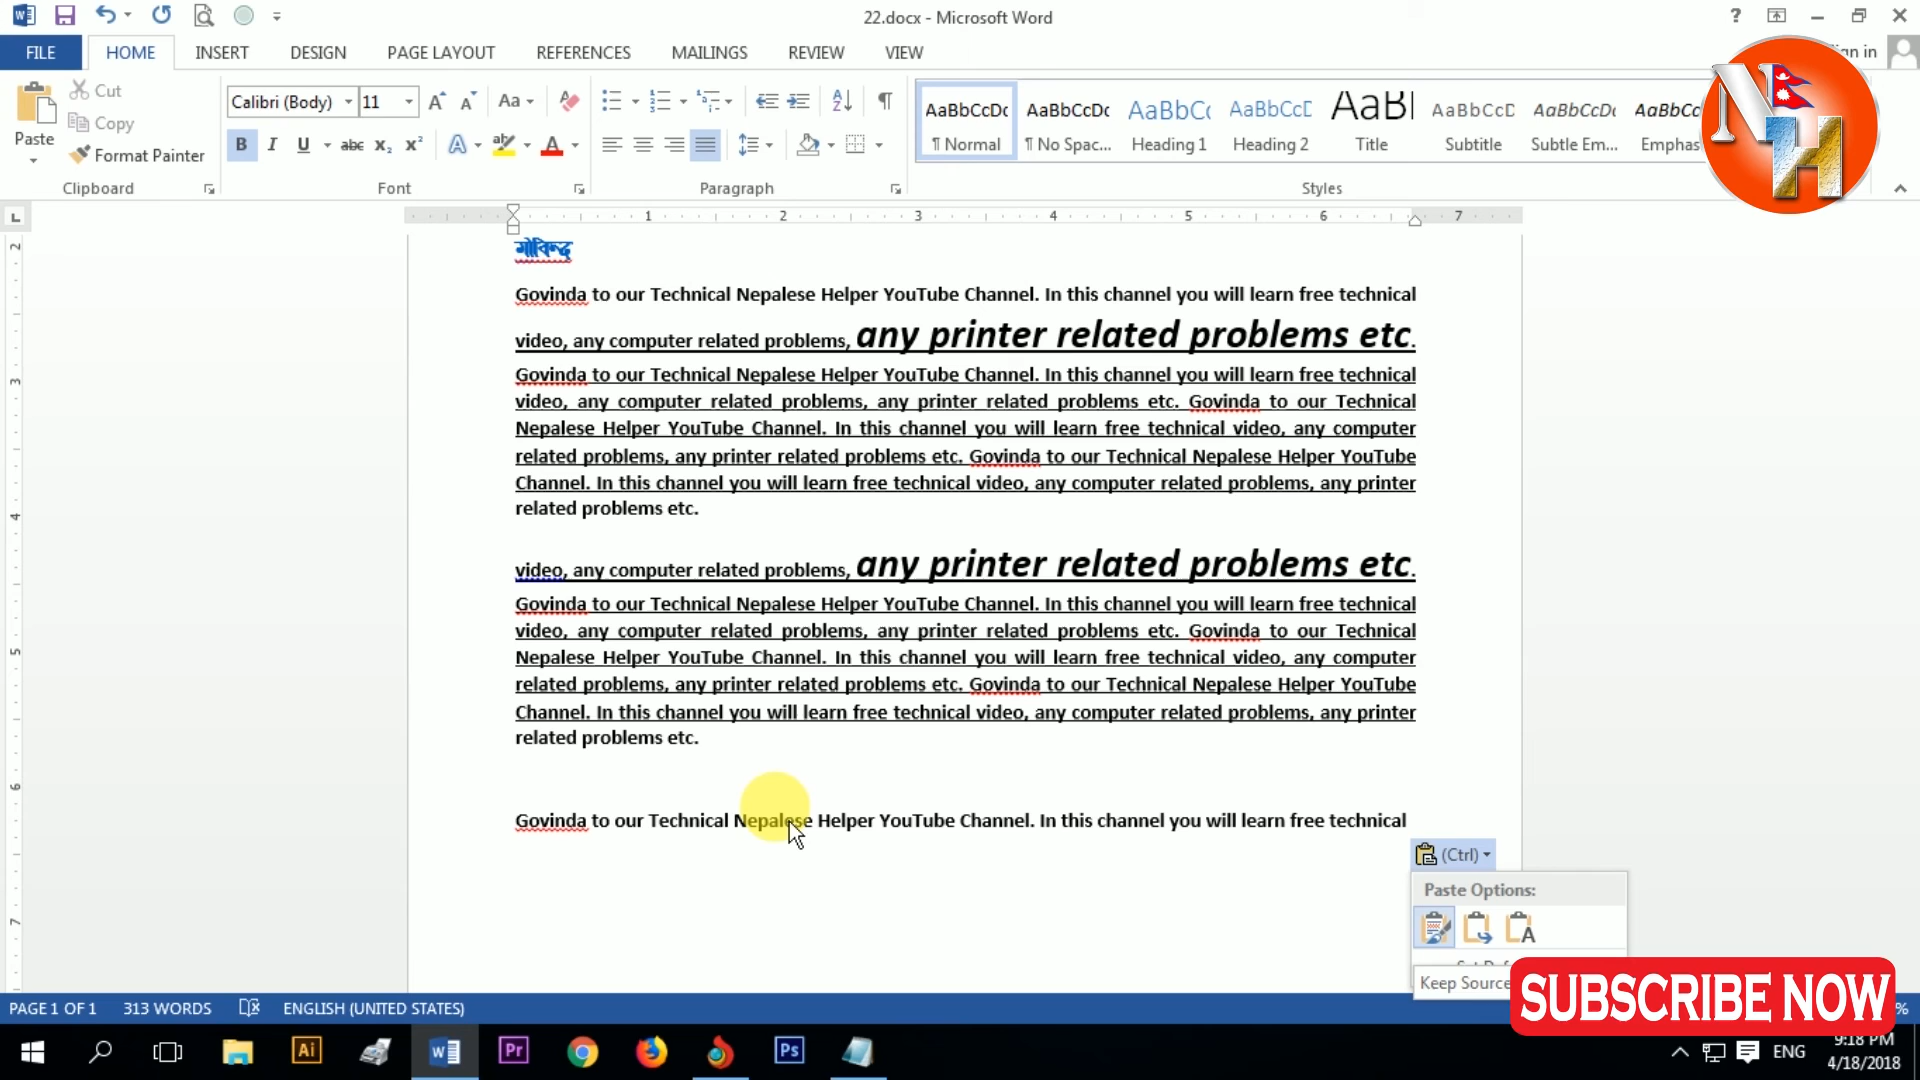 22.docx - Microsoft Word
FILE HOME INSERT DESIGN PAGE LAYOUT REFERENCES MAILINGS REVIEW VIEW
Cut
Copy
Format Painter
Paste
Calibri (Body) 11
Clipboard Font Paragraph Styles
AaBbCcDc AaBbCcDc AaBbCc AaBbCcD AaBl AaBbCcD AaBbCcDc AaBbCc
¶ Normal ¶ No Spac... Heading 1 Heading 2 Title Subtitle Subtle Em... Emphas
NH
1 2 3 4 5 6 7
गोविन्द
Govinda to our Technical Nepalese Helper YouTube Channel. In this channel you will learn free technical
video, any computer related problems, any printer related problems etc.
Govinda to our Technical Nepalese Helper YouTube Channel. In this channel you will learn free technical
video, any computer related problems, any printer related problems etc. Govinda to our Technical
Nepalese Helper YouTube Channel. In this channel you will learn free technical video, any computer
related problems, any printer related problems etc. Govinda to our Technical Nepalese Helper YouTube
Channel. In this channel you will learn free technical video, any computer related problems, any printer
related problems etc.
video, any computer related problems, any printer related problems etc.
Govinda to our Technical Nepalese Helper YouTube Channel. In this channel you will learn free technical
video, any computer related problems, any printer related problems etc. Govinda to our Technical
Nepalese Helper YouTube Channel. In this channel you will learn free technical video, any computer
related problems, any printer related problems etc. Govinda to our Technical Nepalese Helper YouTube
Channel. In this channel you will learn free technical video, any computer related problems, any printer
related problems etc.
Govinda to our Technical Nepalese Helper YouTube Channel. In this channel you will learn free technical
(Ctrl)
Paste Options:
Keep Source
SUBSCRIBE NOW
PAGE 1 OF 1 313 WORDS ENGLISH (UNITED STATES)
Ai Pr Ps
ENG
9:18 PM
4/18/2018